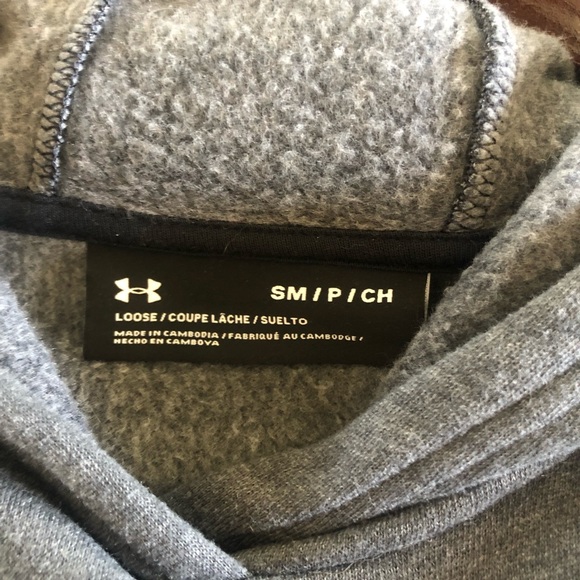 SM / P / CH
LOOSE / COUPE LÂCHE / SUELTO
MADE IN CAMBODIA / FABRIQUÉ AU CAMBODGE /
HECHO EN CAMBOYA